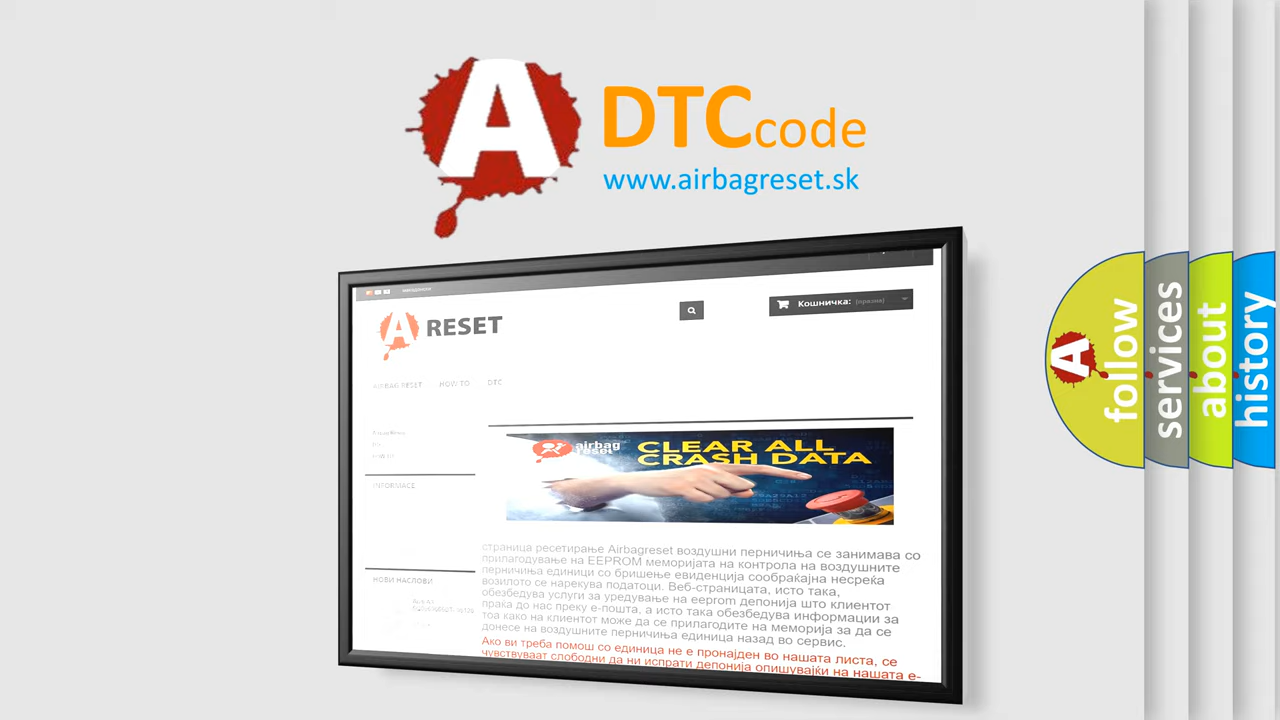 A
DTC code
www.airbagreset.sk
Кошничка: (празна)
A RESET
AIRBAG RESET HOW TO DTC
INFORMACE
airbag
reset
CLEAR ALL
CRASH DATA
НОВИ НАСЛОВИ
страница ресетирање Airbagreset воздушни перничиња се занимава со
прилагодување на EEPROM меморијата на контрола на воздушните
перничиња единици со бришење евиденција сообраќајна несреќа
возилото се нарекува податоци. Веб-страницата, исто така,
обезбедува услуги за уредување на eeprom депонија што клиентот
праќа до нас преку е-пошта, а исто така обезбедува информации за
тоа како на клиентот може да се прилагодите на меморија за да се
донесе на воздушните перничиња единица назад во сервис.
Ако ви треба помош со единица не е пронајден во нашата листа, се
чувствуваат слободни да ни испрати депонија опишувајќи на нашата е-
A
follow
services
about
history